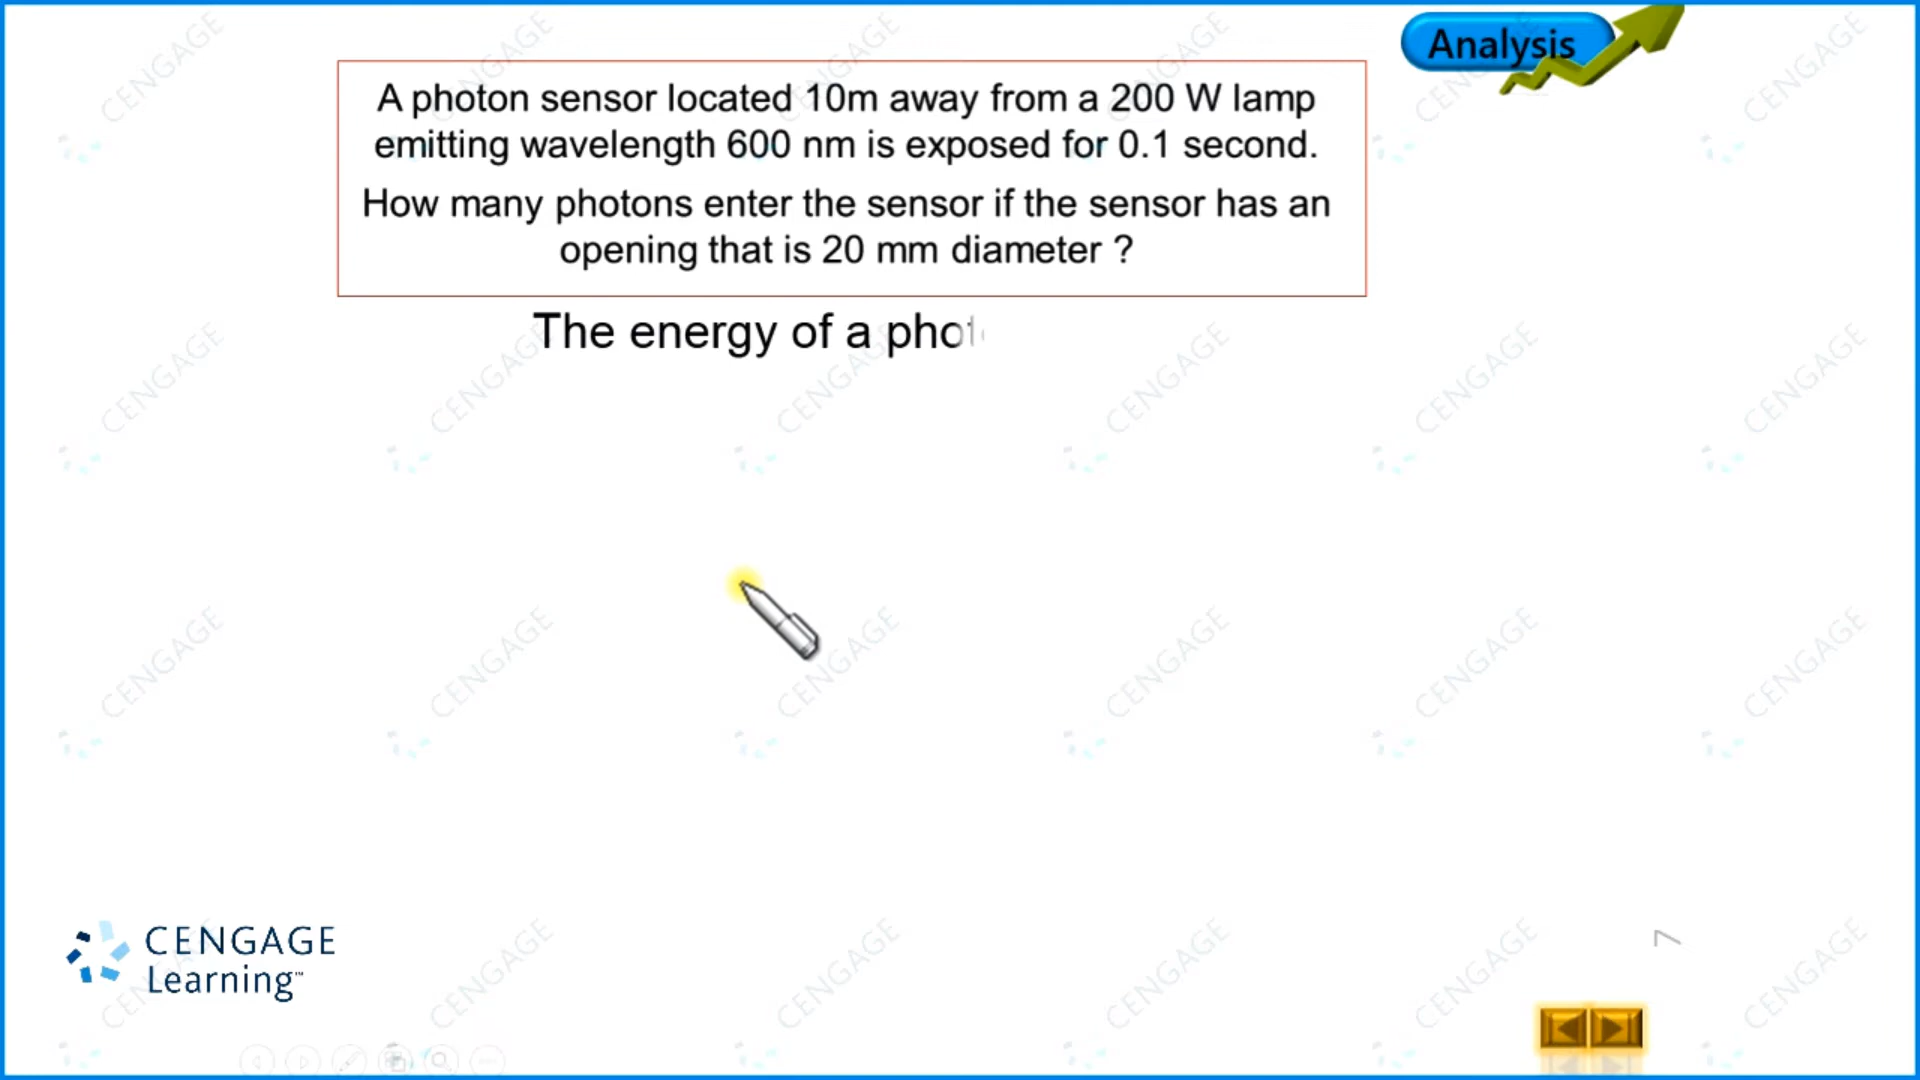 Analysis
A photon sensor located 10m away from a 200 W lamp
emitting wavelength 600 nm is exposed for 0.1 second.
How many photons enter the sensor if the sensor has an
opening that is 20 mm diameter ?
The energy of a phot
CENGAGE
Learning™